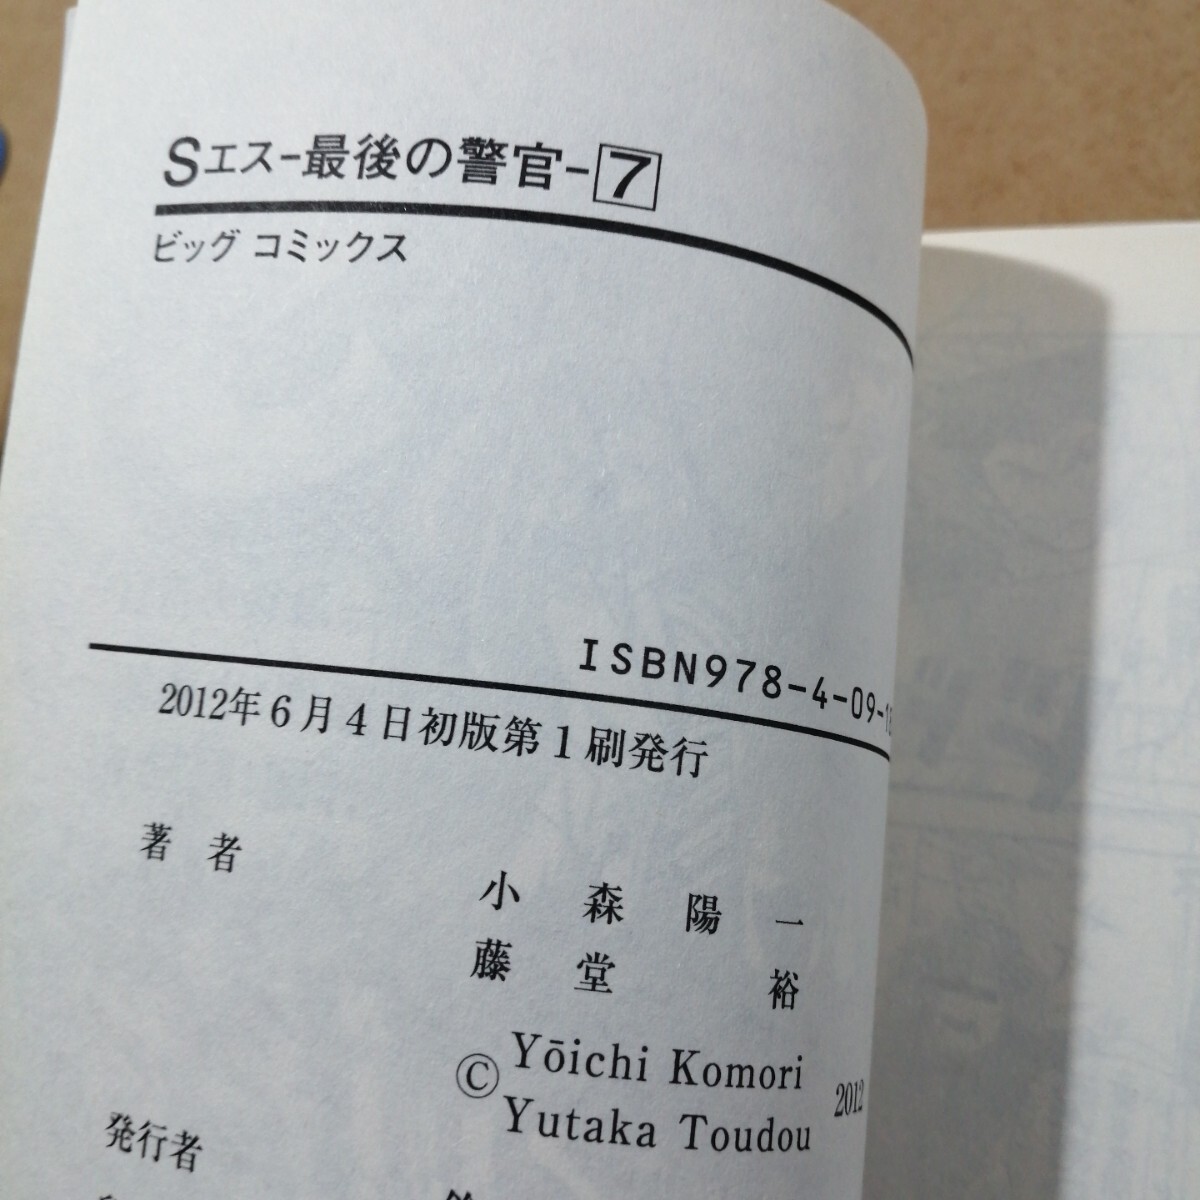 Sエス-最後の警官- 7
ビッグ コミックス
ISBN978-4-09-18
2012年6月4日初版第1刷発行
著者
小森陽一
藤堂 裕
© Yōichi Komori
Yutaka Toudou
2012
発行者